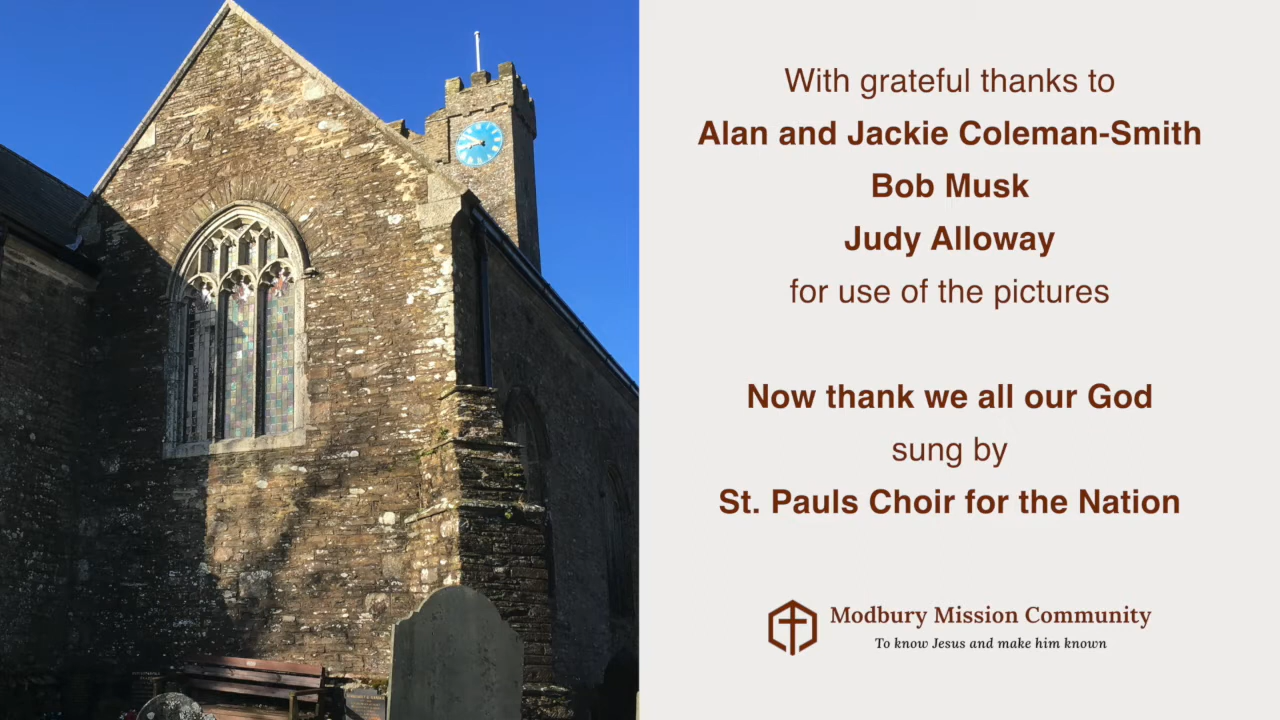 With grateful thanks to
Alan and Jackie Coleman-Smith
Bob Musk
Judy Alloway
for use of the pictures
Now thank we all our God
sung by
St. Pauls Choir for the Nation
Modbury Mission Community
To know Jesus and make him known